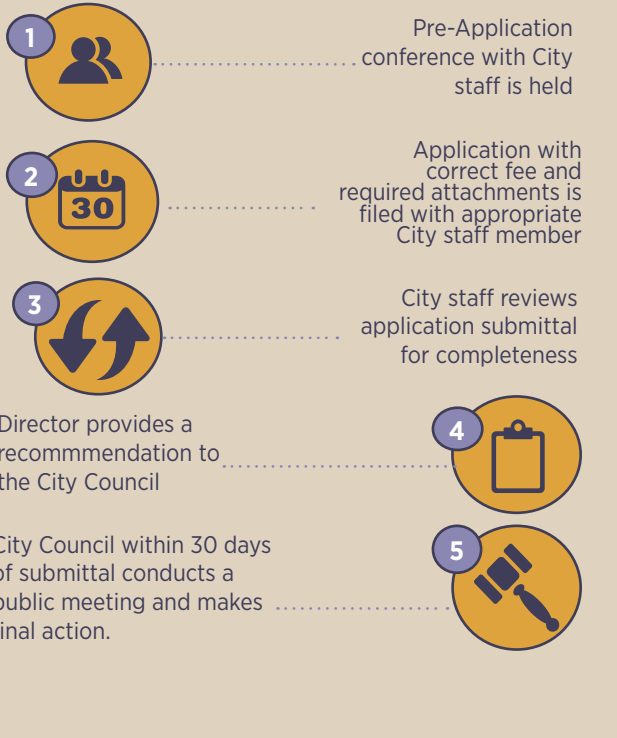 1
Pre-Application
conference with City
staff is held
2
30
Application with
correct fee and
required attachments is
filed with appropriate
City staff member
3
City staff reviews
application submittal
for completeness
Director provides a
recommmendation to
the City Council
4
City Council within 30 days
of submittal conducts a
public meeting and makes
final action.
5